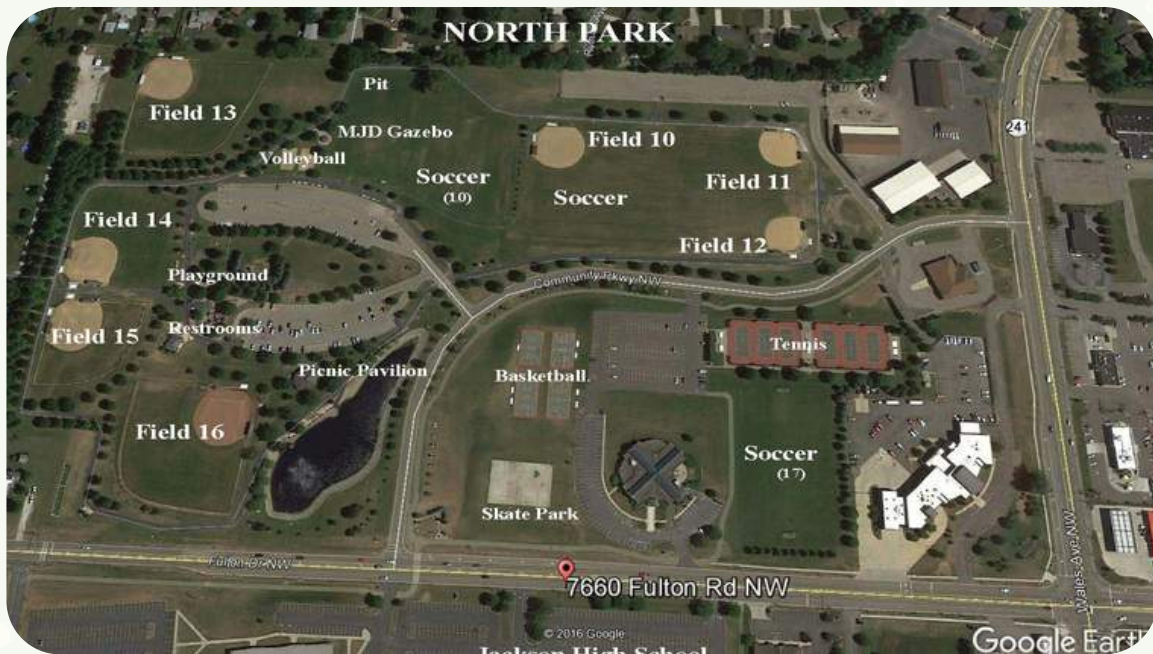 NORTH PARK
Pit
Field 13
MJD Gazebo
Field 10
241
Volleyball
Soccer
(10)
Soccer
Field 11
Field 14
Field 12
Playground
Community Pkwy NW
Restrooms
Field 15
Tennis
Picnic Pavilion
Basketball
Field 16
Soccer
(17)
Skate Park
Fulton Dr NW
Wales Ave NW
7660 Fulton Rd NW
© 2016 Google
Jackson High School
Google Earth